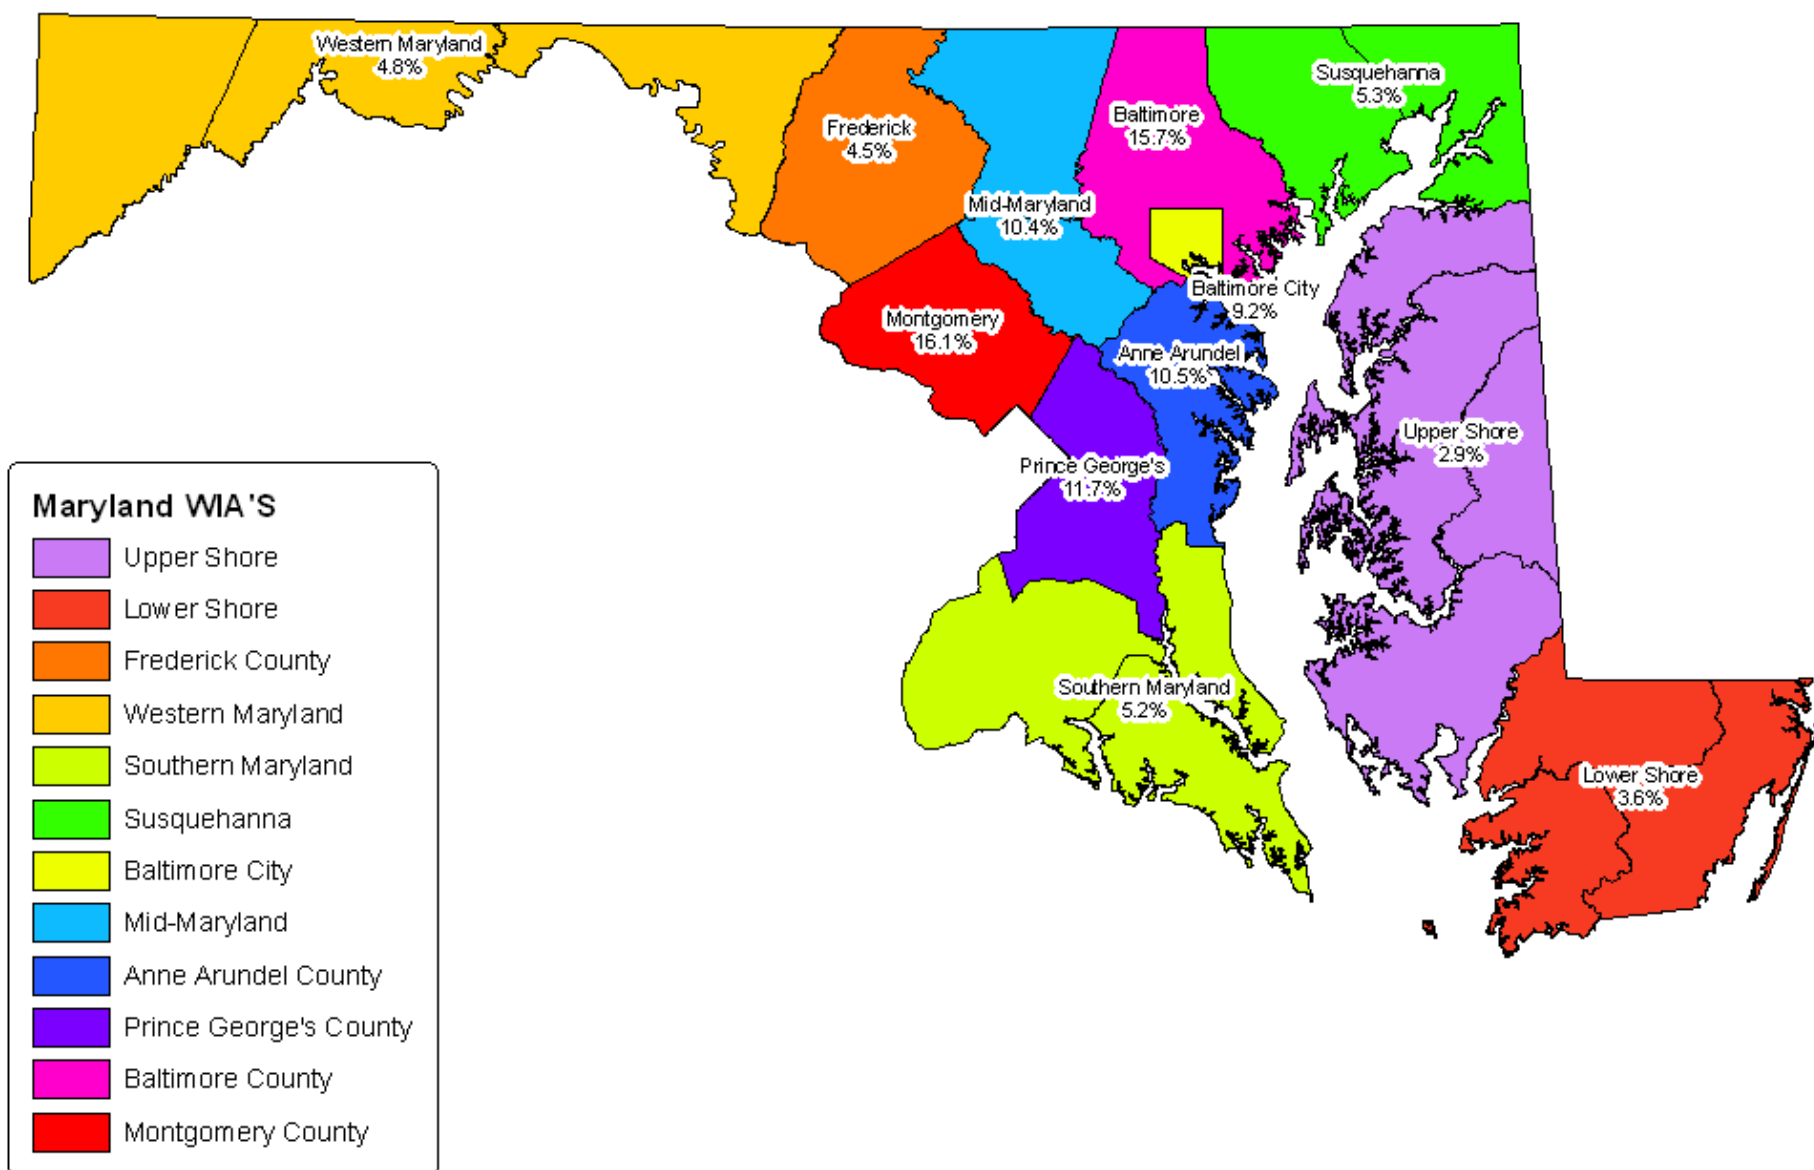 Western Maryland
4.8%
Frederick
4.5%
Mid-Maryland
10.4%
Baltimore
15.7%
Susquehanna
5.3%
Baltimore City
9.2%
Montgomery
16.1%
Anne Arundel
10.5%
Prince George's
11.7%
Upper Shore
2.9%
Southern Maryland
5.2%
Lower Shore
3.6%
Maryland WIA'S
Upper Shore
Lower Shore
Frederick County
Western Maryland
Southern Maryland
Susquehanna
Baltimore City
Mid-Maryland
Anne Arundel County
Prince George's County
Baltimore County
Montgomery County